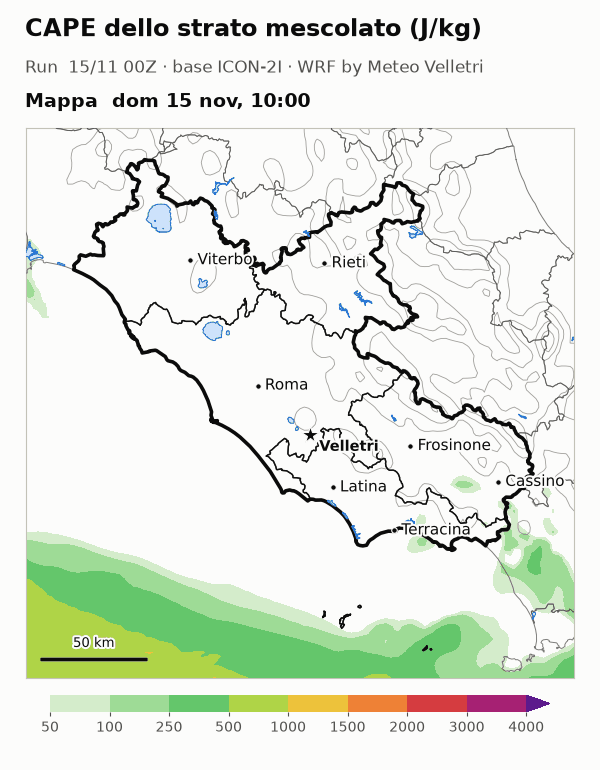 CAPE dello strato mescolato (J/kg)
Run  15/11 00Z · base ICON-2I · WRF by Meteo Velletri
Mappa  dom 15 nov, 10:00
Viterbo
Rieti
Roma
Velletri
Frosinone
Cassino
Latina
Terracina
50 km
50 100 250 500 1000 1500 2000 3000 4000